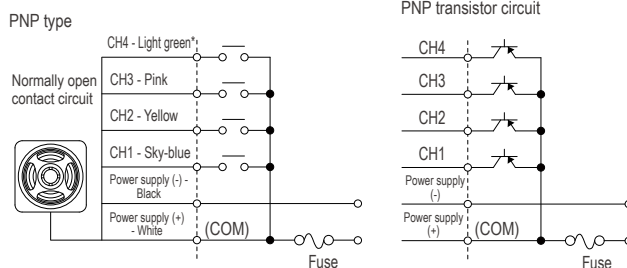 PNP type
CH4 - Light green*
Normally open
contact circuit
CH3 - Pink
CH2 - Yellow
CH1 - Sky-blue
Power supply (-) -
Black
Power supply (+)
- White
(COM)
Fuse
PNP transistor circuit
CH4
CH3
CH2
CH1
Power supply
(-)
Power supply
(+)
(COM)
Fuse